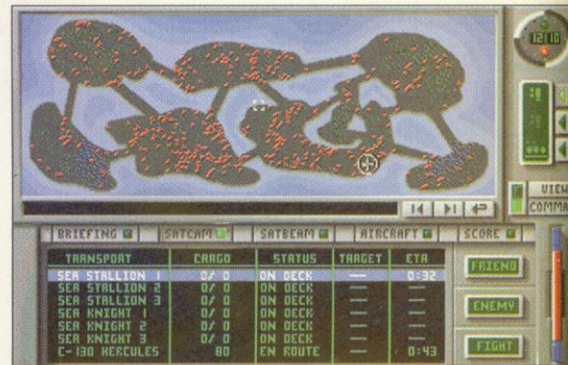 12:10
VIEW
COMMA
BRIEFING SATCAM SATBEAM AIRCRAFT SCORE
TRANSPORT CARGO STATUS TARGET ETA
SEA STALLION 1 0/ 0 ON DECK — 0:32
SEA STALLION 2 0/ 0 ON DECK — —
SEA STALLION 3 0/ 0 ON DECK — —
SEA KNIGHT 1 0/ 0 ON DECK — —
SEA KNIGHT 2 0/ 0 ON DECK — —
SEA KNIGHT 3 0/ 0 ON DECK — —
C-130 HERCULES 80 EN ROUTE — 0:43
FRIEND
ENEMY
FIGHT